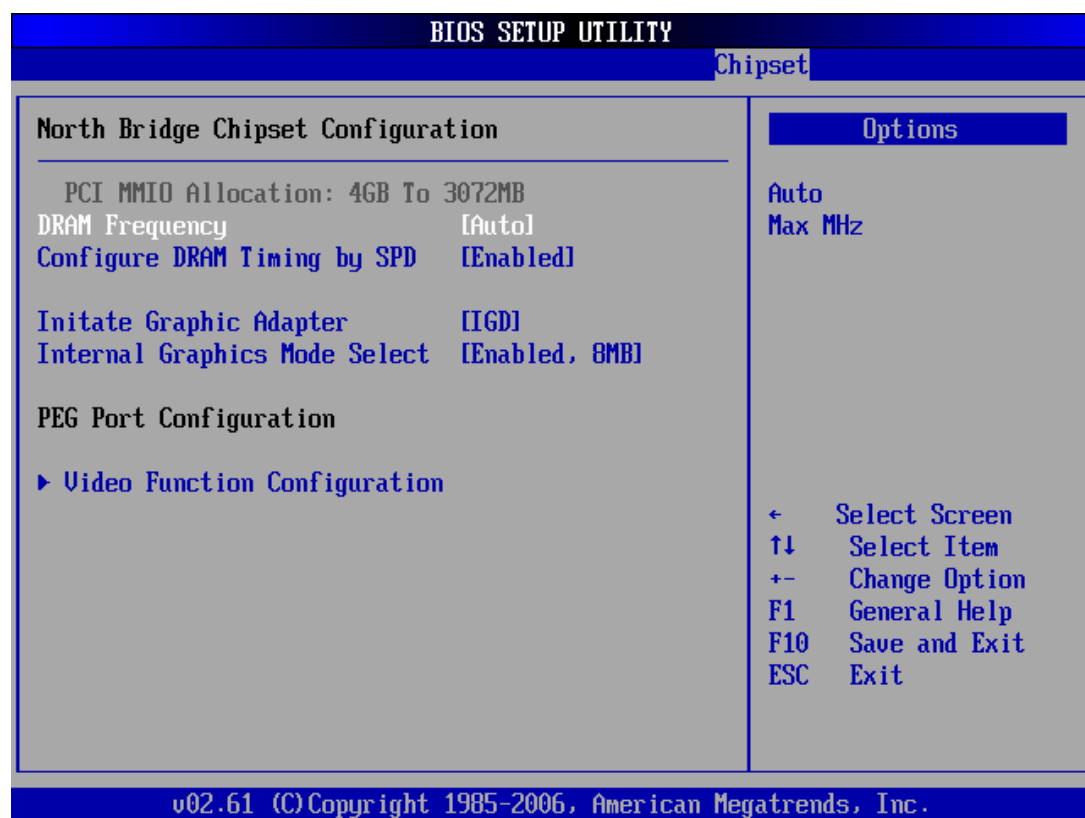 BIOS SETUP UTILITY
Chipset
North Bridge Chipset Configuration
PCI MMIO Allocation: 4GB To 3072MB
DRAM Frequency [Auto]
Configure DRAM Timing by SPD [Enabled]
Initate Graphic Adapter [IGD]
Internal Graphics Mode Select [Enabled, 8MB]
PEG Port Configuration
▶ Video Function Configuration
Options
Auto
Max MHz
← Select Screen
↑↓ Select Item
+- Change Option
F1 General Help
F10 Save and Exit
ESC Exit
v02.61 (C)Copyright 1985-2006, American Megatrends, Inc.